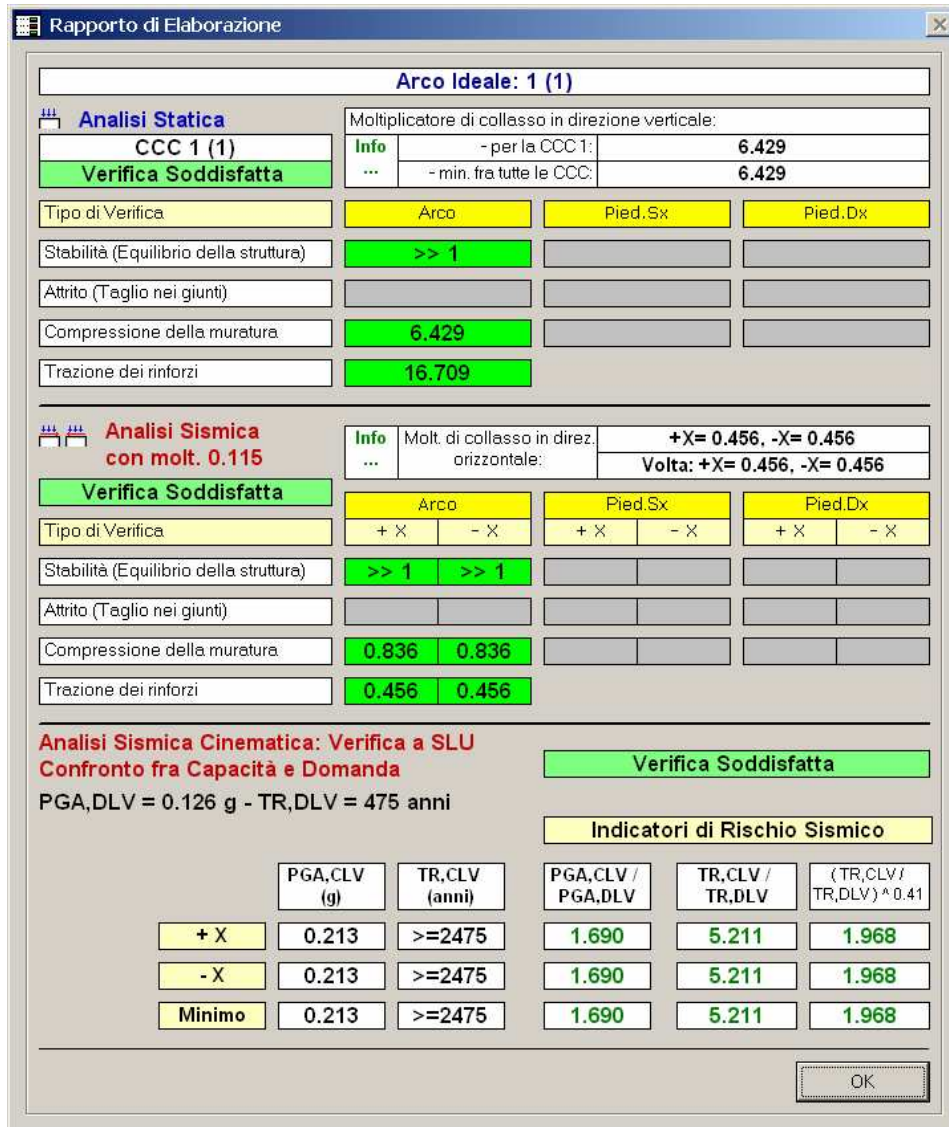 Rapporto di Elaborazione
Arco Ideale: 1 (1)
Analisi Statica
CCC 1 (1)
Verifica Soddisfatta
Moltiplicatore di collasso in direzione verticale:
Info ... - per la CCC 1: 6.429
- min. fra tutte le CCC: 6.429
Tipo di Verifica Arco Pied.Sx Pied.Dx
Stabilità (Equilibrio della struttura) >> 1
Attrito (Taglio nei giunti)
Compressione della muratura 6.429
Trazione dei rinforzi 16.709
Analisi Sismica
con molt. 0.115
Verifica Soddisfatta
Info ... Molt. di collasso in direz. orizzontale: +X= 0.456, -X= 0.456
Volta: +X= 0.456, -X= 0.456
Arco Pied.Sx Pied.Dx
Tipo di Verifica + X - X + X - X + X - X
Stabilità (Equilibrio della struttura) >> 1 >> 1
Attrito (Taglio nei giunti)
Compressione della muratura 0.836 0.836
Trazione dei rinforzi 0.456 0.456
Analisi Sismica Cinematica: Verifica a SLU
Confronto fra Capacità e Domanda
Verifica Soddisfatta
PGA,DLV = 0.126 g - TR,DLV = 475 anni
Indicatori di Rischio Sismico
PGA,CLV (g) TR,CLV (anni) PGA,CLV / PGA,DLV TR,CLV / TR,DLV (TR,CLV / TR,DLV) ^ 0.41
+ X 0.213 >=2475 1.690 5.211 1.968
- X 0.213 >=2475 1.690 5.211 1.968
Minimo 0.213 >=2475 1.690 5.211 1.968
OK